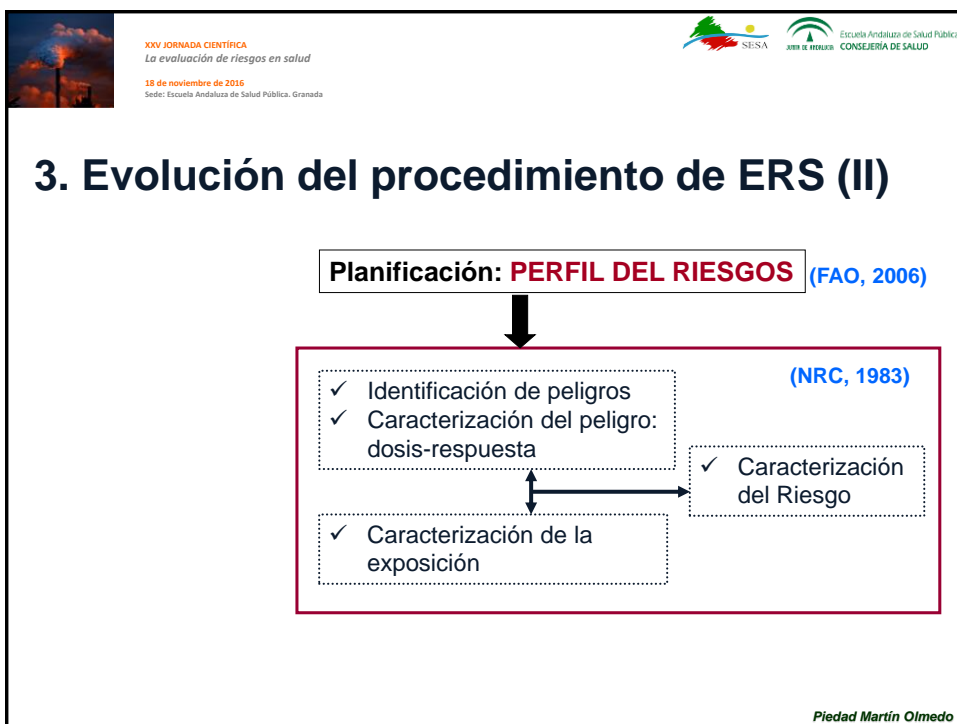 XXV JORNADA CIENTÍFICA
La evaluación de riesgos en salud
18 de noviembre de 2016
Sede: Escuela Andaluza de Salud Pública. Granada
SESA
JUNTA DE ANDALUCIA
Escuela Andaluza de Salud Pública
CONSEJERÍA DE SALUD
3. Evolución del procedimiento de ERS (II)
Planificación: PERFIL DEL RIESGOS (FAO, 2006)
(NRC, 1983)
✓ Identificación de peligros
✓ Caracterización del peligro:
dosis-respuesta
✓ Caracterización
del Riesgo
✓ Caracterización de la
exposición
Piedad Martín Olmedo